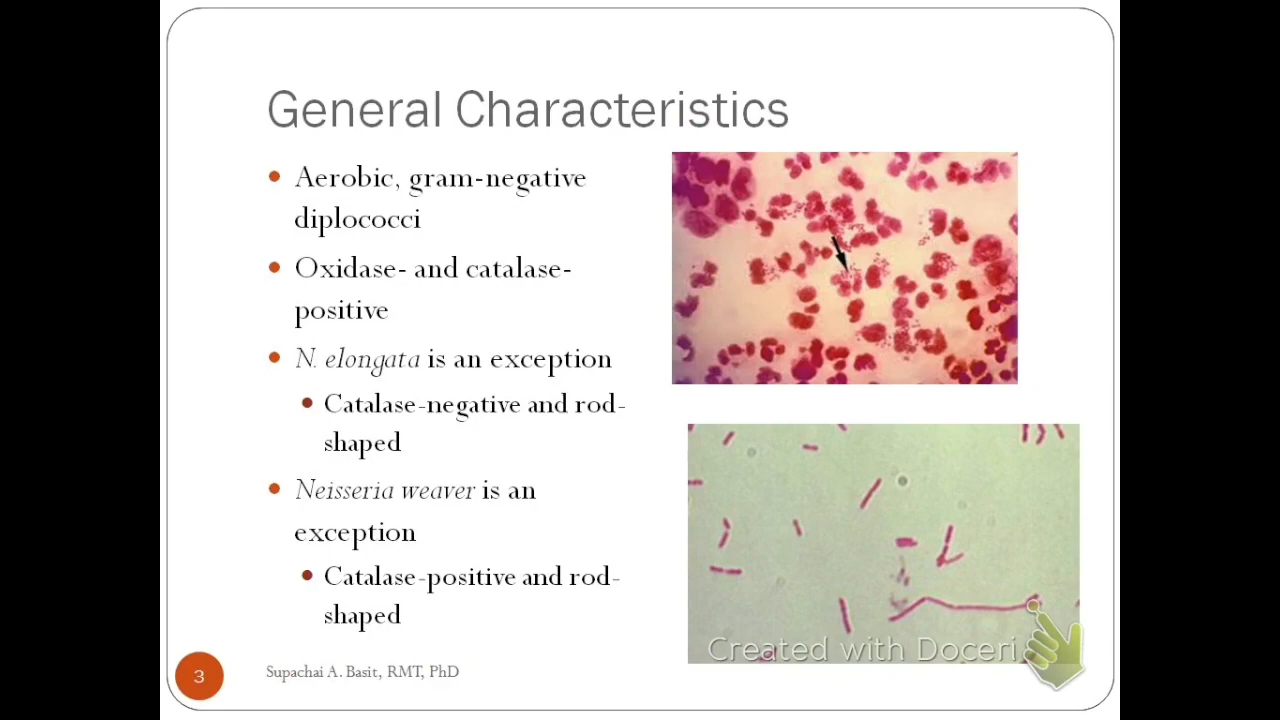 General Characteristics
Aerobic, gram-negative
diplococci
Oxidase- and catalase-
positive
N. elongata is an exception
Catalase-negative and rod-
shaped
Neisseria weaver is an
exception
Catalase-positive and rod-
shaped
Created with Doceri
3
Supachai A. Basit, RMT, PhD